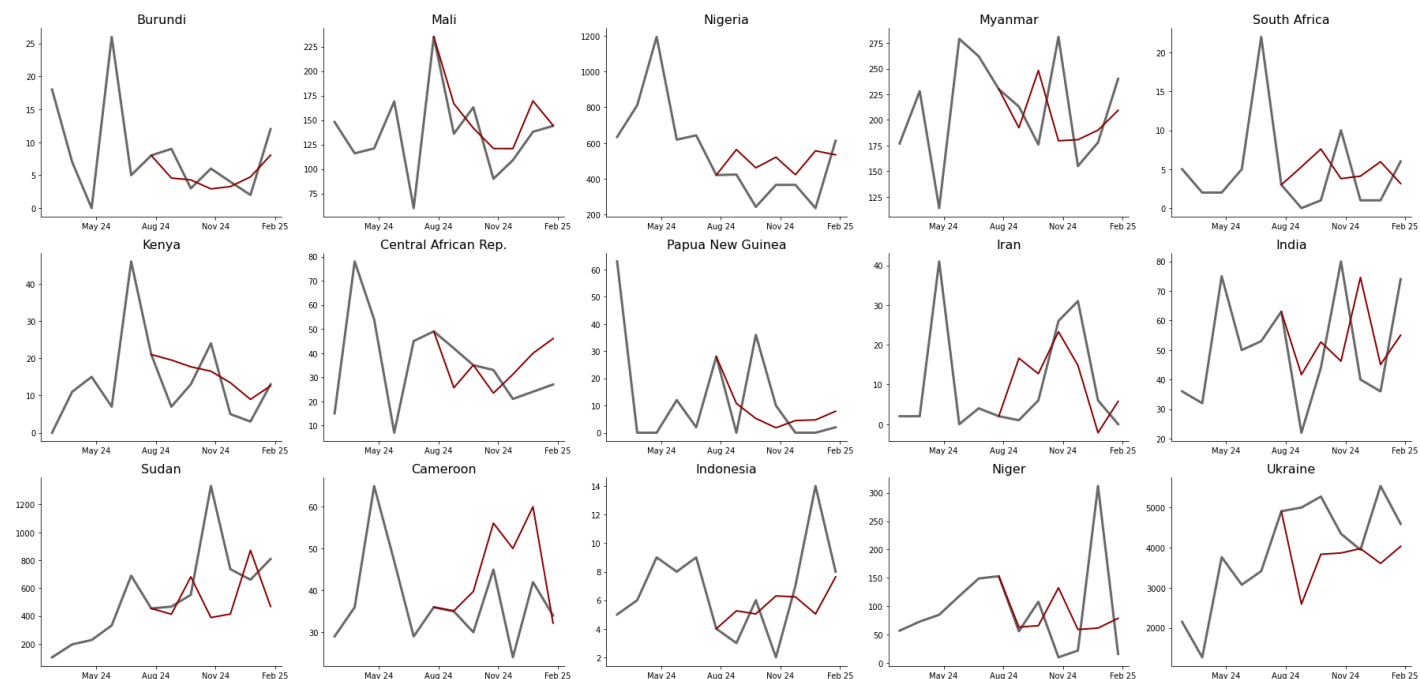 Burundi Mali Nigeria Myanmar South Africa
25 20 15 10 5 0
225 200 175 150 125 100 75
1200 1000 800 600 400 200
275 250 225 200 175 150 125
20 15 10 5 0
May 24 Aug 24 Nov 24 Feb 25 May 24 Aug 24 Nov 24 Feb 25 May 24 Aug 24 Nov 24 Feb 25 May 24 Aug 24 Nov 24 Feb 25 May 24 Aug 24 Nov 24 Feb 25
Kenya Central African Rep. Papua New Guinea Iran India
40 30 20 10 0
80 70 60 50 40 30 20 10
60 50 40 30 20 10 0
40 30 20 10 0
80 70 60 50 40 30 20
May 24 Aug 24 Nov 24 Feb 25 May 24 Aug 24 Nov 24 Feb 25 May 24 Aug 24 Nov 24 Feb 25 May 24 Aug 24 Nov 24 Feb 25 May 24 Aug 24 Nov 24 Feb 25
Sudan Cameroon Indonesia Niger Ukraine
1200 1000 800 600 400 200
60 50 40 30
14 12 10 8 6 4 2
300 250 200 150 100 50 0
5000 4000 3000 2000
May 24 Aug 24 Nov 24 Feb 25 May 24 Aug 24 Nov 24 Feb 25 May 24 Aug 24 Nov 24 Feb 25 May 24 Aug 24 Nov 24 Feb 25 May 24 Aug 24 Nov 24 Feb 25